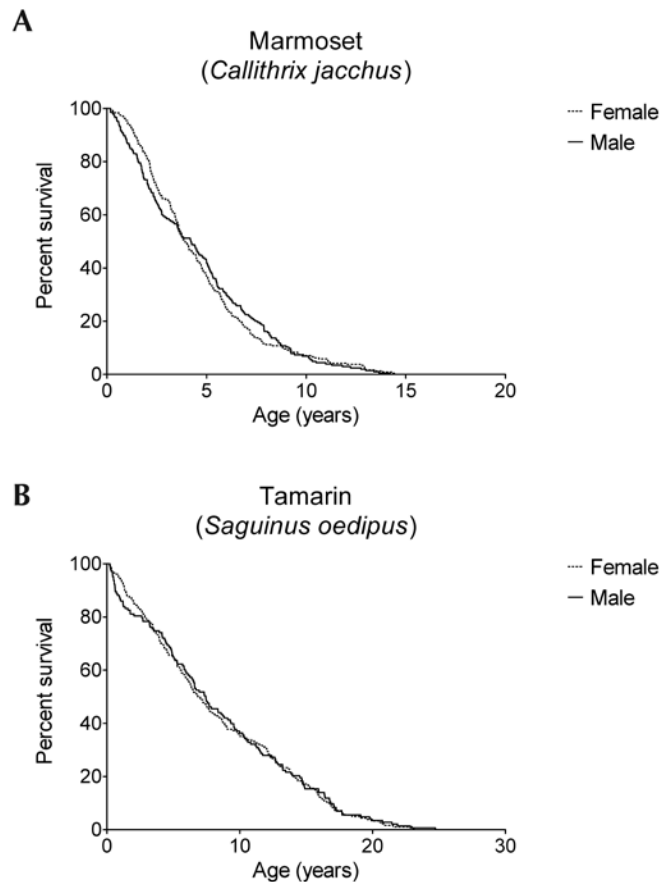 A
Marmoset
(Callithrix jacchus)
Female
Male
Percent survival
100
80
60
40
20
0
0 5 10 15 20
Age (years)
B
Tamarin
(Saguinus oedipus)
Female
Male
Percent survival
100
80
60
40
20
0
0 10 20 30
Age (years)